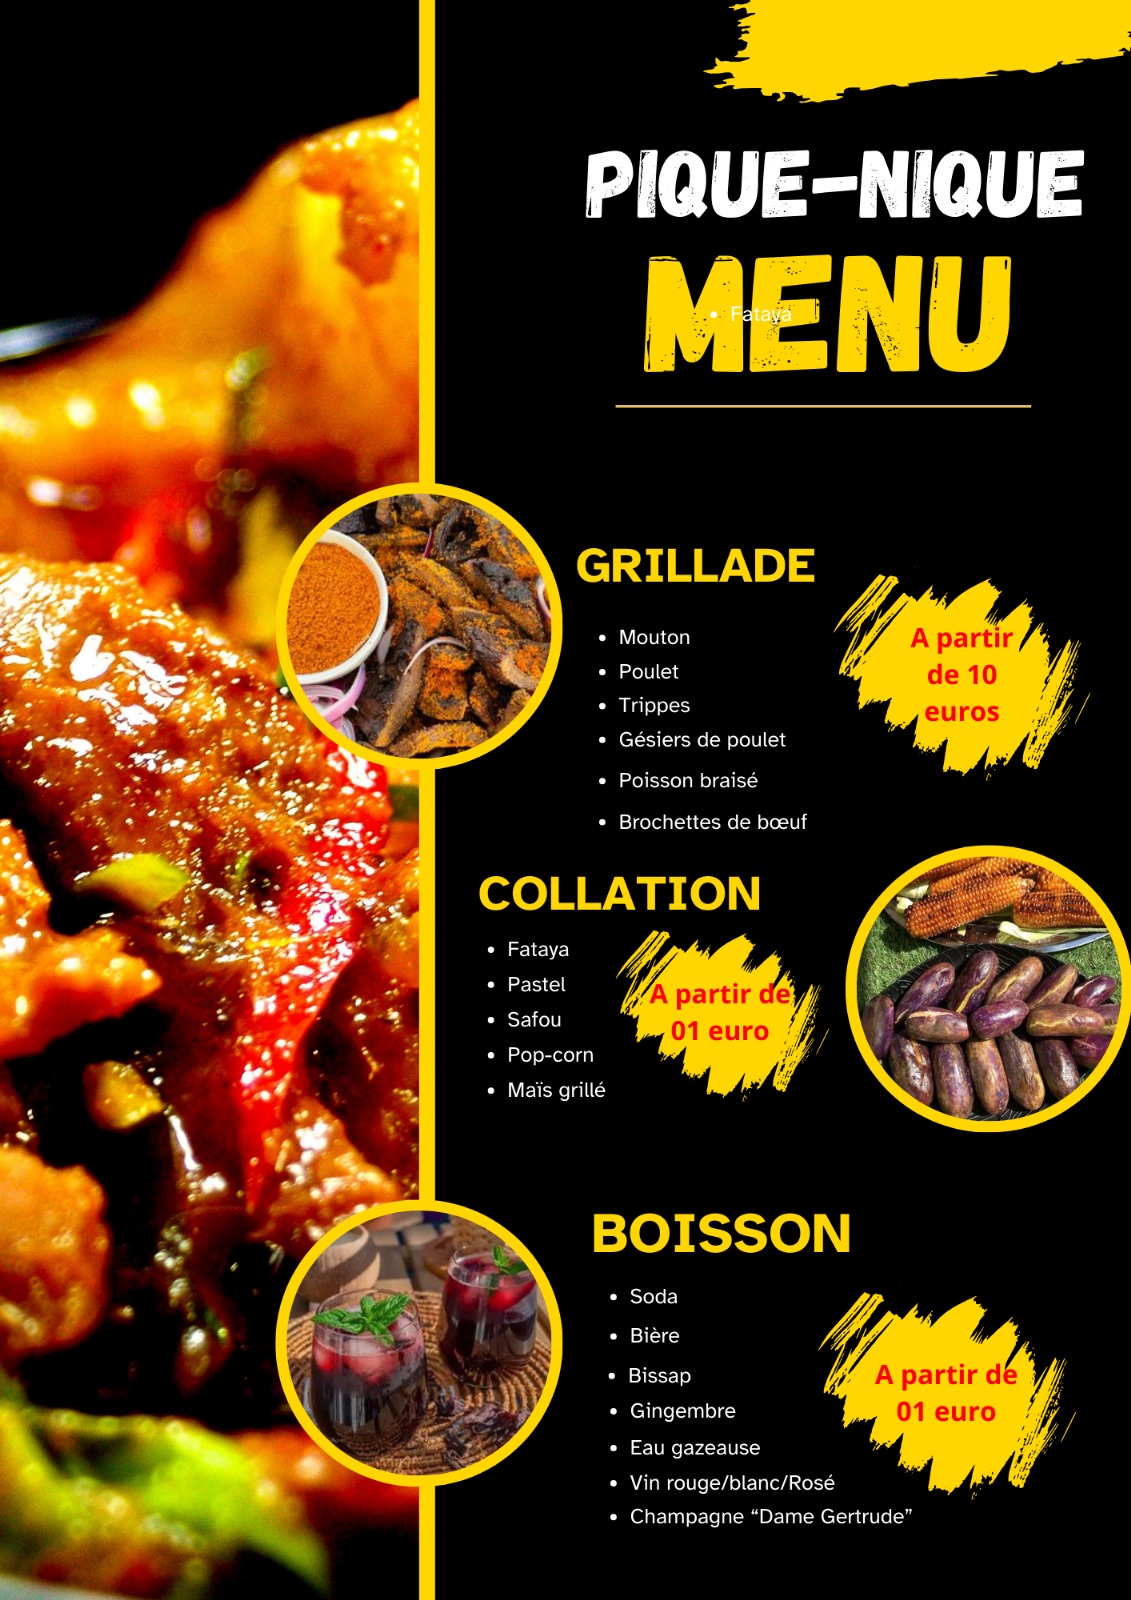 PIQUE-NIQUE
MENU
• Fataya
GRILLADE
• Mouton
• Poulet
• Trippes
• Gésiers de poulet
• Poisson braisé
• Brochettes de bœuf
A partir
de 10
euros
COLLATION
• Fataya
• Pastel
• Safou
• Pop-corn
• Maïs grillé
A partir de
01 euro
BOISSON
• Soda
• Bière
• Bissap
• Gingembre
• Eau gazeause
• Vin rouge/blanc/Rosé
• Champagne “Dame Gertrude”
A partir de
01 euro